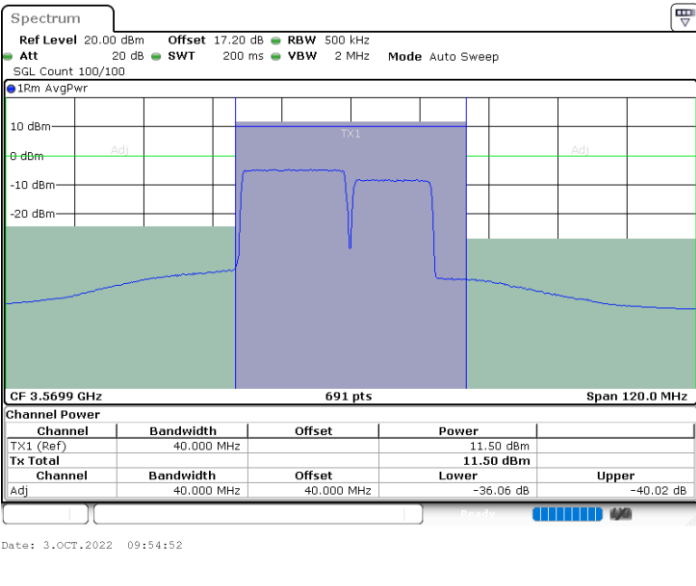 Spectrum
Ref Level 20.00 dBm Offset 17.20 dB RBW 500 kHz
Att 20 dB SWT 200 ms VBW 2 MHz Mode Auto Sweep
SGL Count 100/100
1Rm AvgPwr
10 dBm
TX1
Adj
Adj
0 dBm
-10 dBm
-20 dBm
CF 3.5699 GHz 691 pts Span 120.0 MHz
Channel Power
Channel Bandwidth Offset Power
TX1 (Ref) 40.000 MHz 11.50 dBm
Tx Total 11.50 dBm
Channel Bandwidth Offset Lower Upper
Adj 40.000 MHz 40.000 MHz -36.06 dB -40.02 dB
Ready
Date: 3.OCT.2022 09:54:52